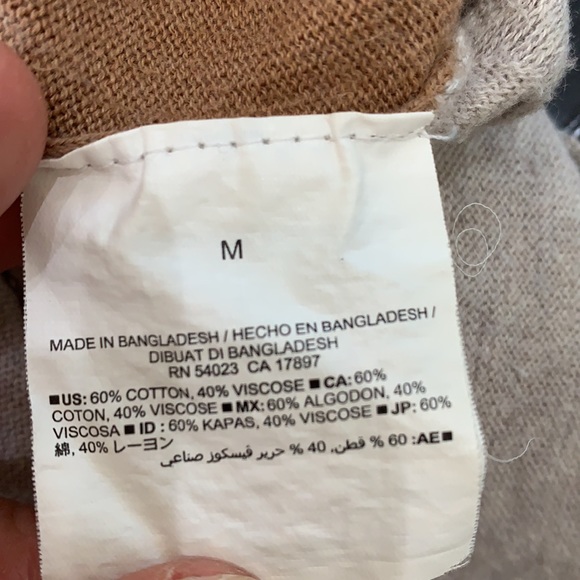 M
MADE IN BANGLADESH / HECHO EN BANGLADESH /
DIBUAT DI BANGLADESH
RN 54023 CA 17897
■US: 60% COTTON, 40% VISCOSE ■CA: 60%
COTON, 40% VISCOSE ■MX: 60% ALGODON, 40%
VISCOSA ■ID : 60% KAPAS, 40% VISCOSE ■JP: 60%
綿, 40% レーヨン
■AE: 60 % قطن, 40 % حرير فيسكوز صناعي